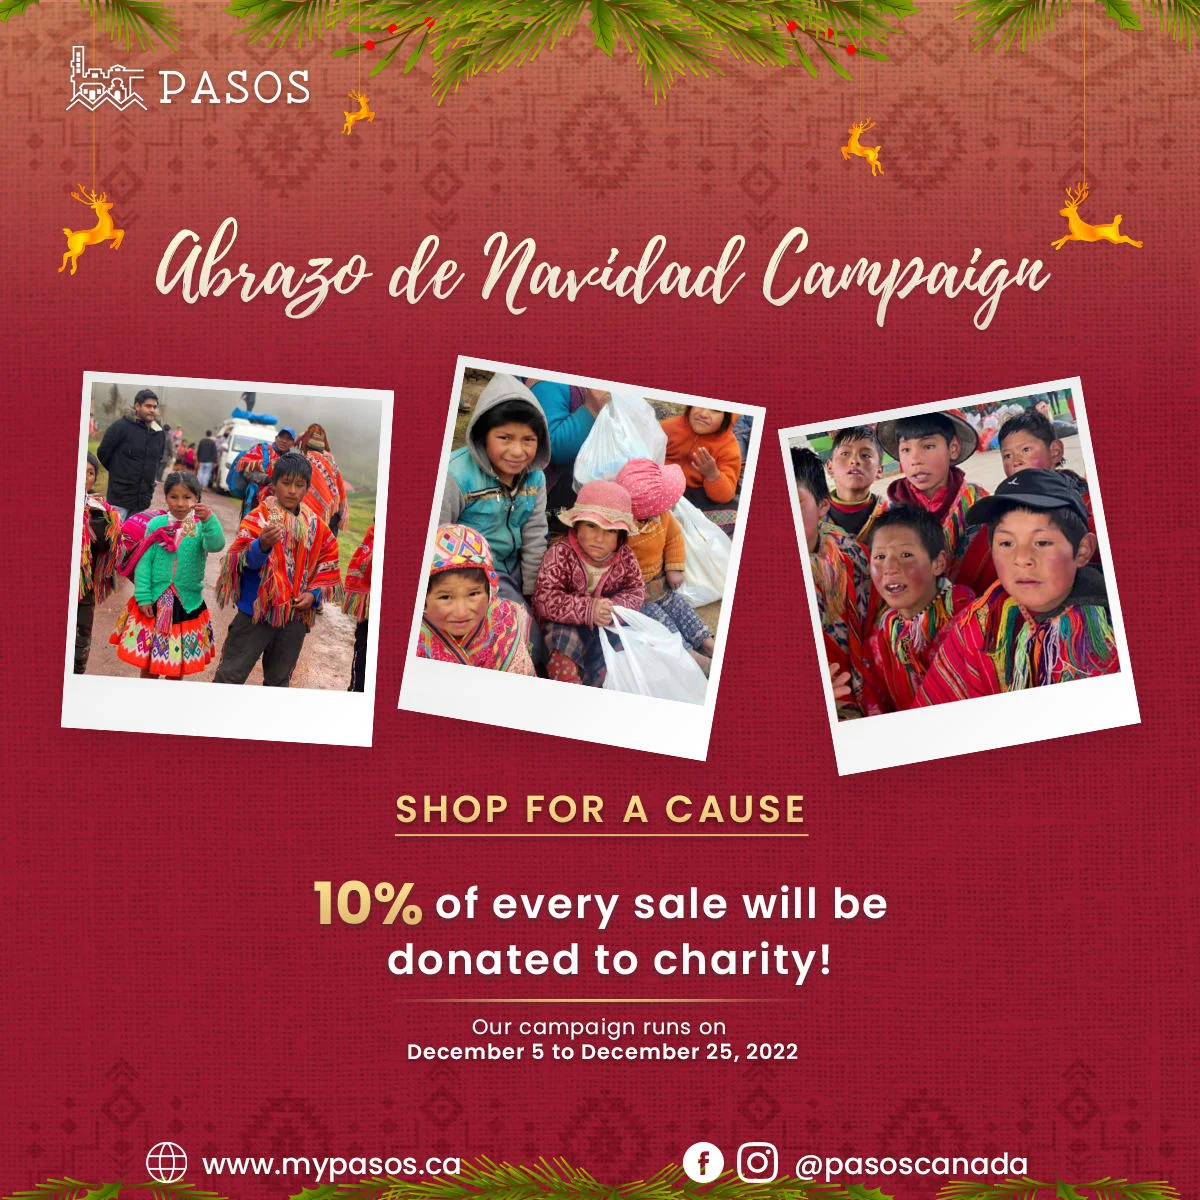 PASOS
Abrazo de Navidad Campaign
SHOP FOR A CAUSE
10% of every sale will be
donated to charity!
Our campaign runs on
December 5 to December 25, 2022
www.mypasos.ca
@pasoscanada